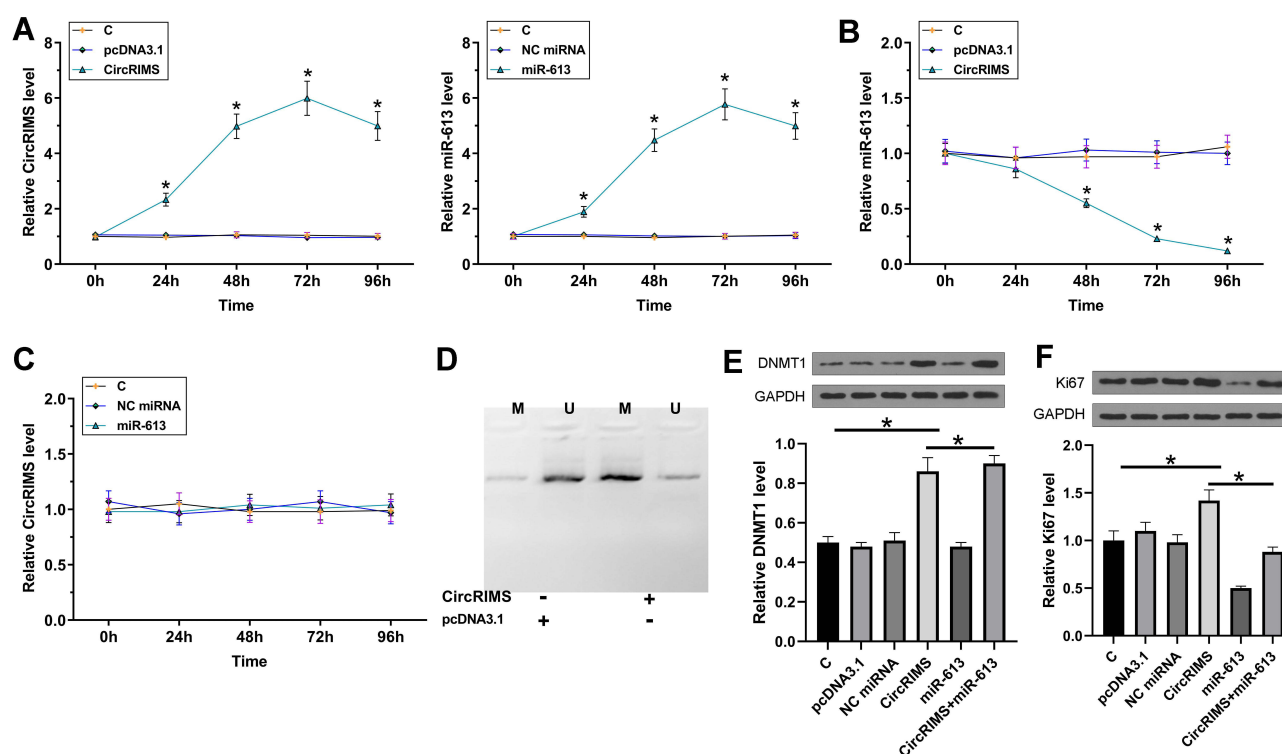 A
C
pcDNA3.1
CircRIMS
Relative CircRIMS level
8
6
4
2
0
0h 24h 48h 72h 96h
Time
* * * *
C
NC miRNA
miR-613
Relative miR-613 level
8
6
4
2
0
0h 24h 48h 72h 96h
Time
* * * *
B
C
pcDNA3.1
CircRIMS
Relative miR-613 level
2.0
1.5
1.0
0.5
0.0
0h 24h 48h 72h 96h
Time
* * *
C
C
NC miRNA
miR-613
Relative CircRIMS level
2.0
1.5
1.0
0.5
0.0
0h 24h 48h 72h 96h
Time
D
M U M U
CircRIMS - +
pcDNA3.1 + -
E
DNMT1
GAPDH
* *
Relative DNMT1 level
1.0
0.8
0.6
0.4
0.2
0.0
C pcDNA3.1 NC miRNA CircRIMS miR-613 CircRIMS+miR-613
F
Ki67
GAPDH
* *
Relative Ki67 level
2.0
1.5
1.0
0.5
0.0
C pcDNA3.1 NC miRNA CircRIMS miR-613 CircRIMS+miR-613